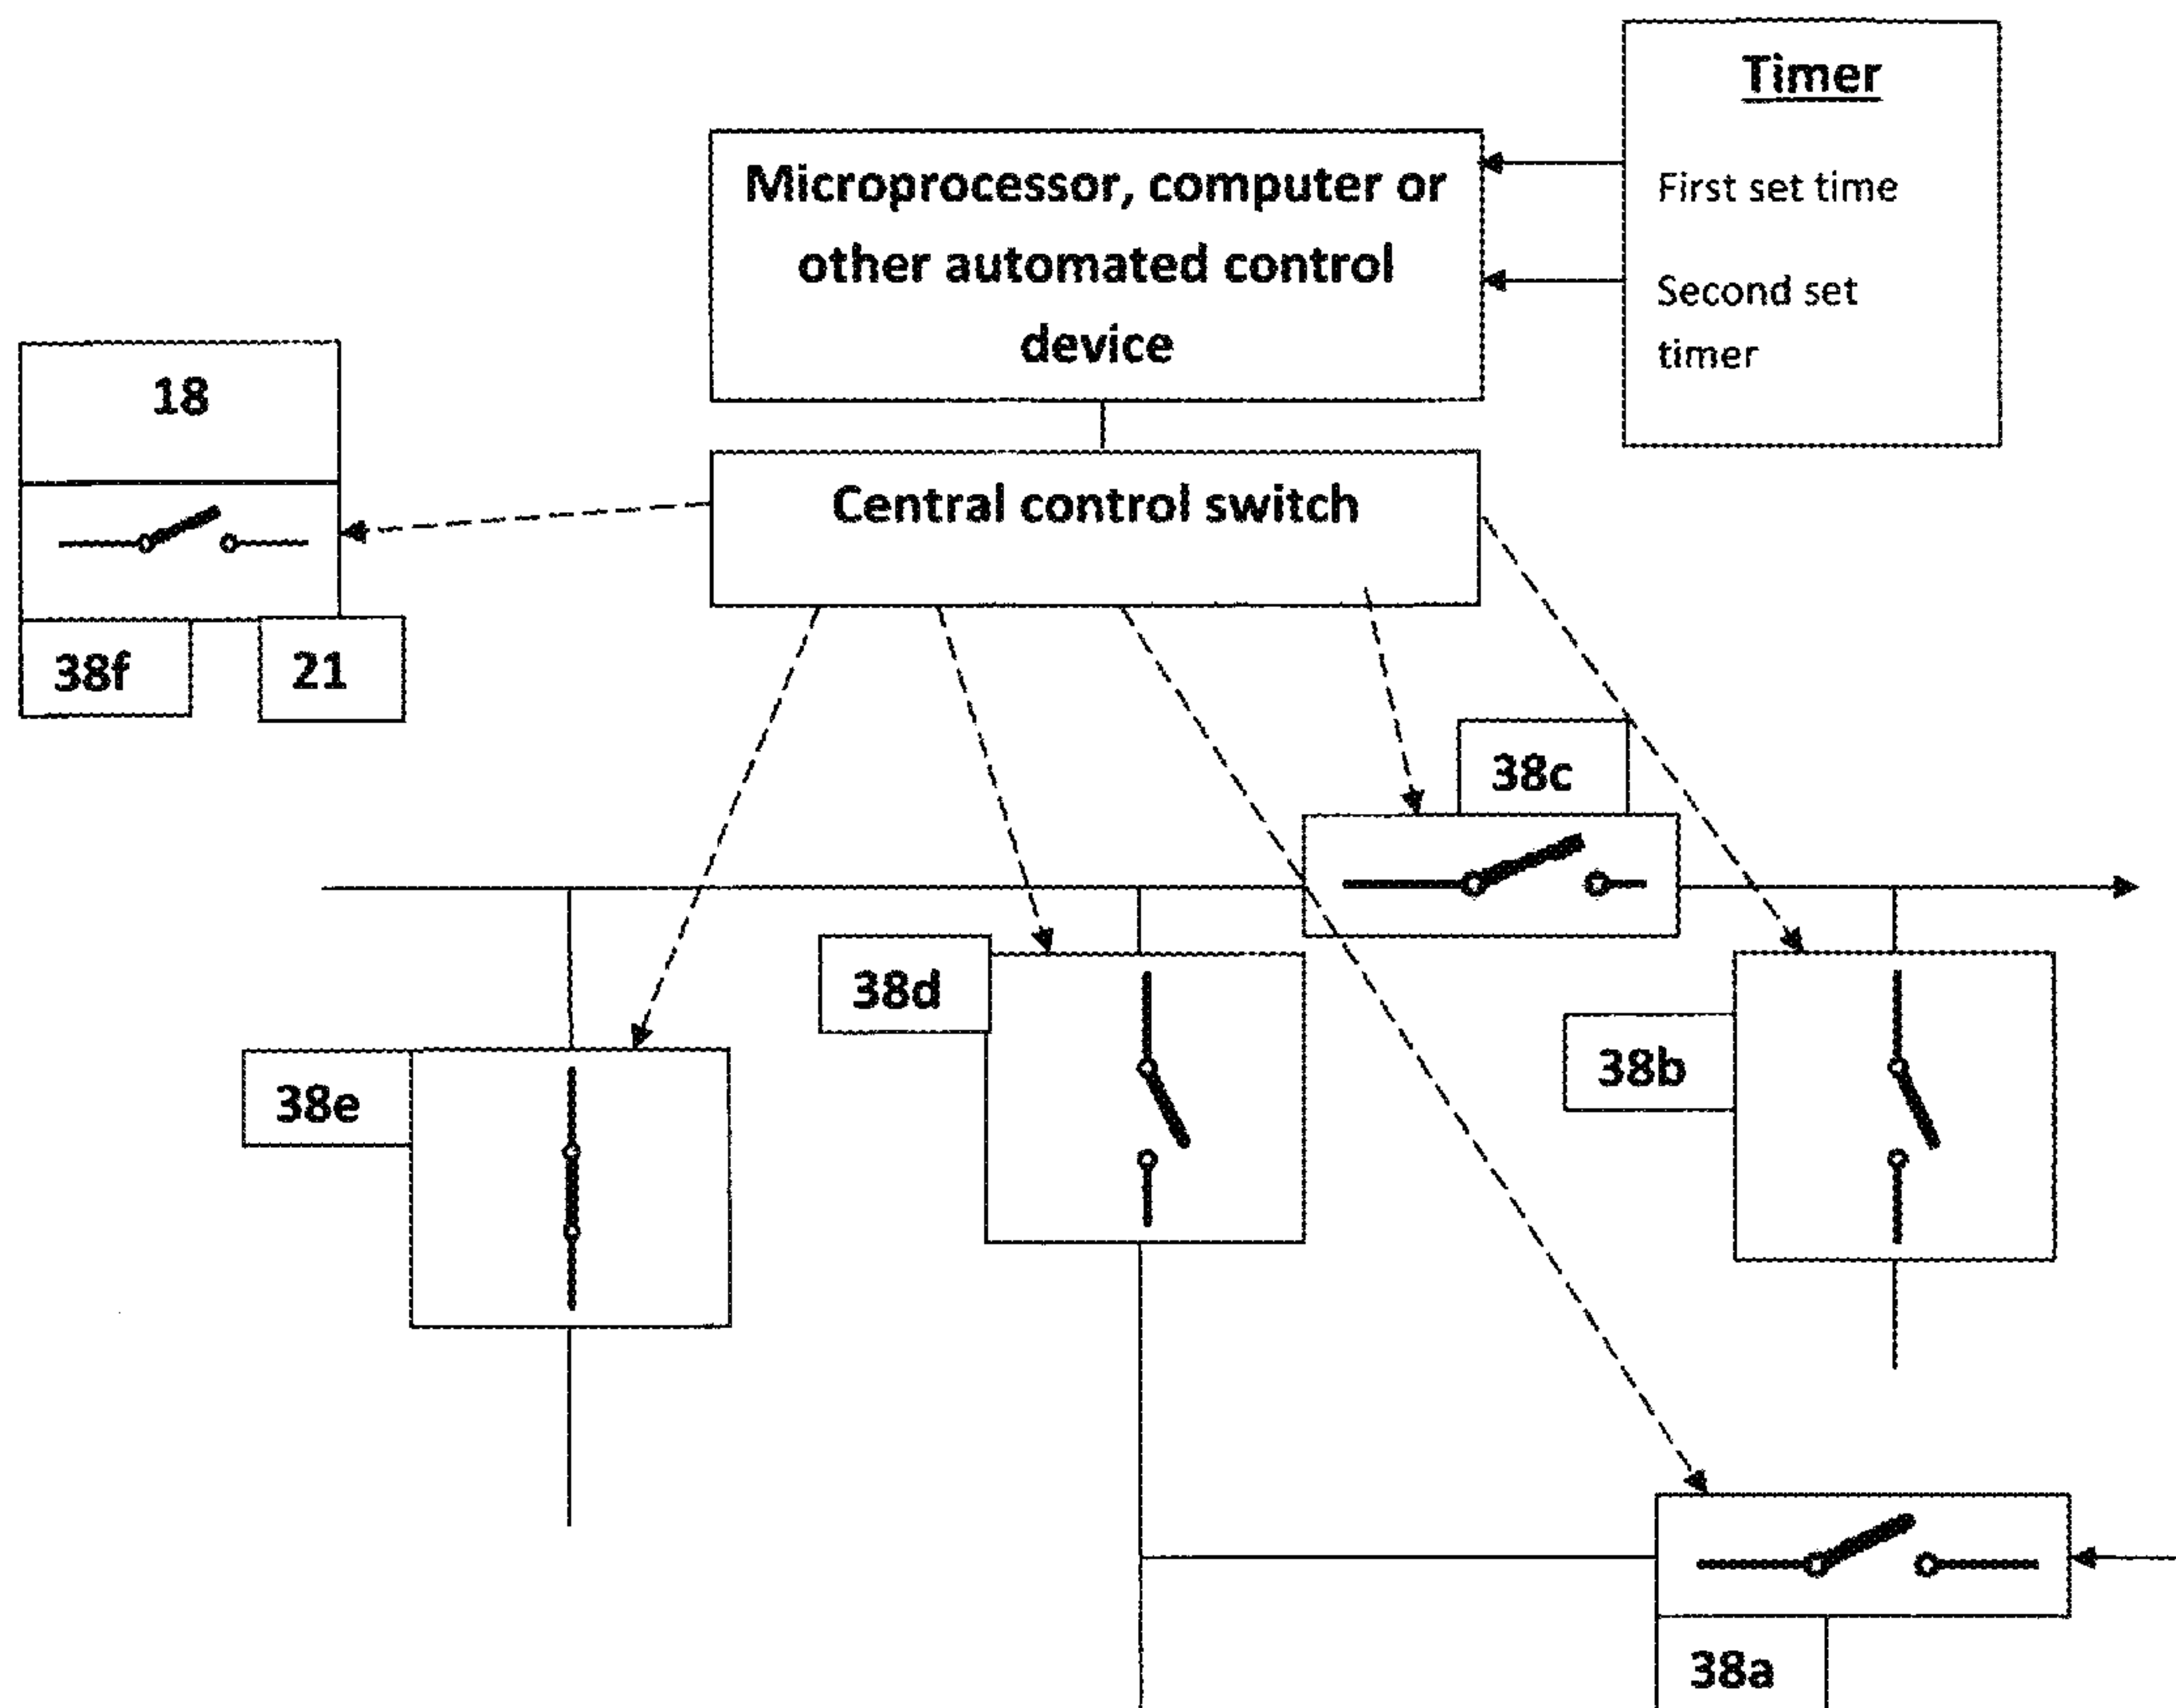 Timer
Microprocessor, computer or
other automated control
device
First set time
Second set
timer
18
Central control switch
38f
21
38c
38d
38b
38e
38a